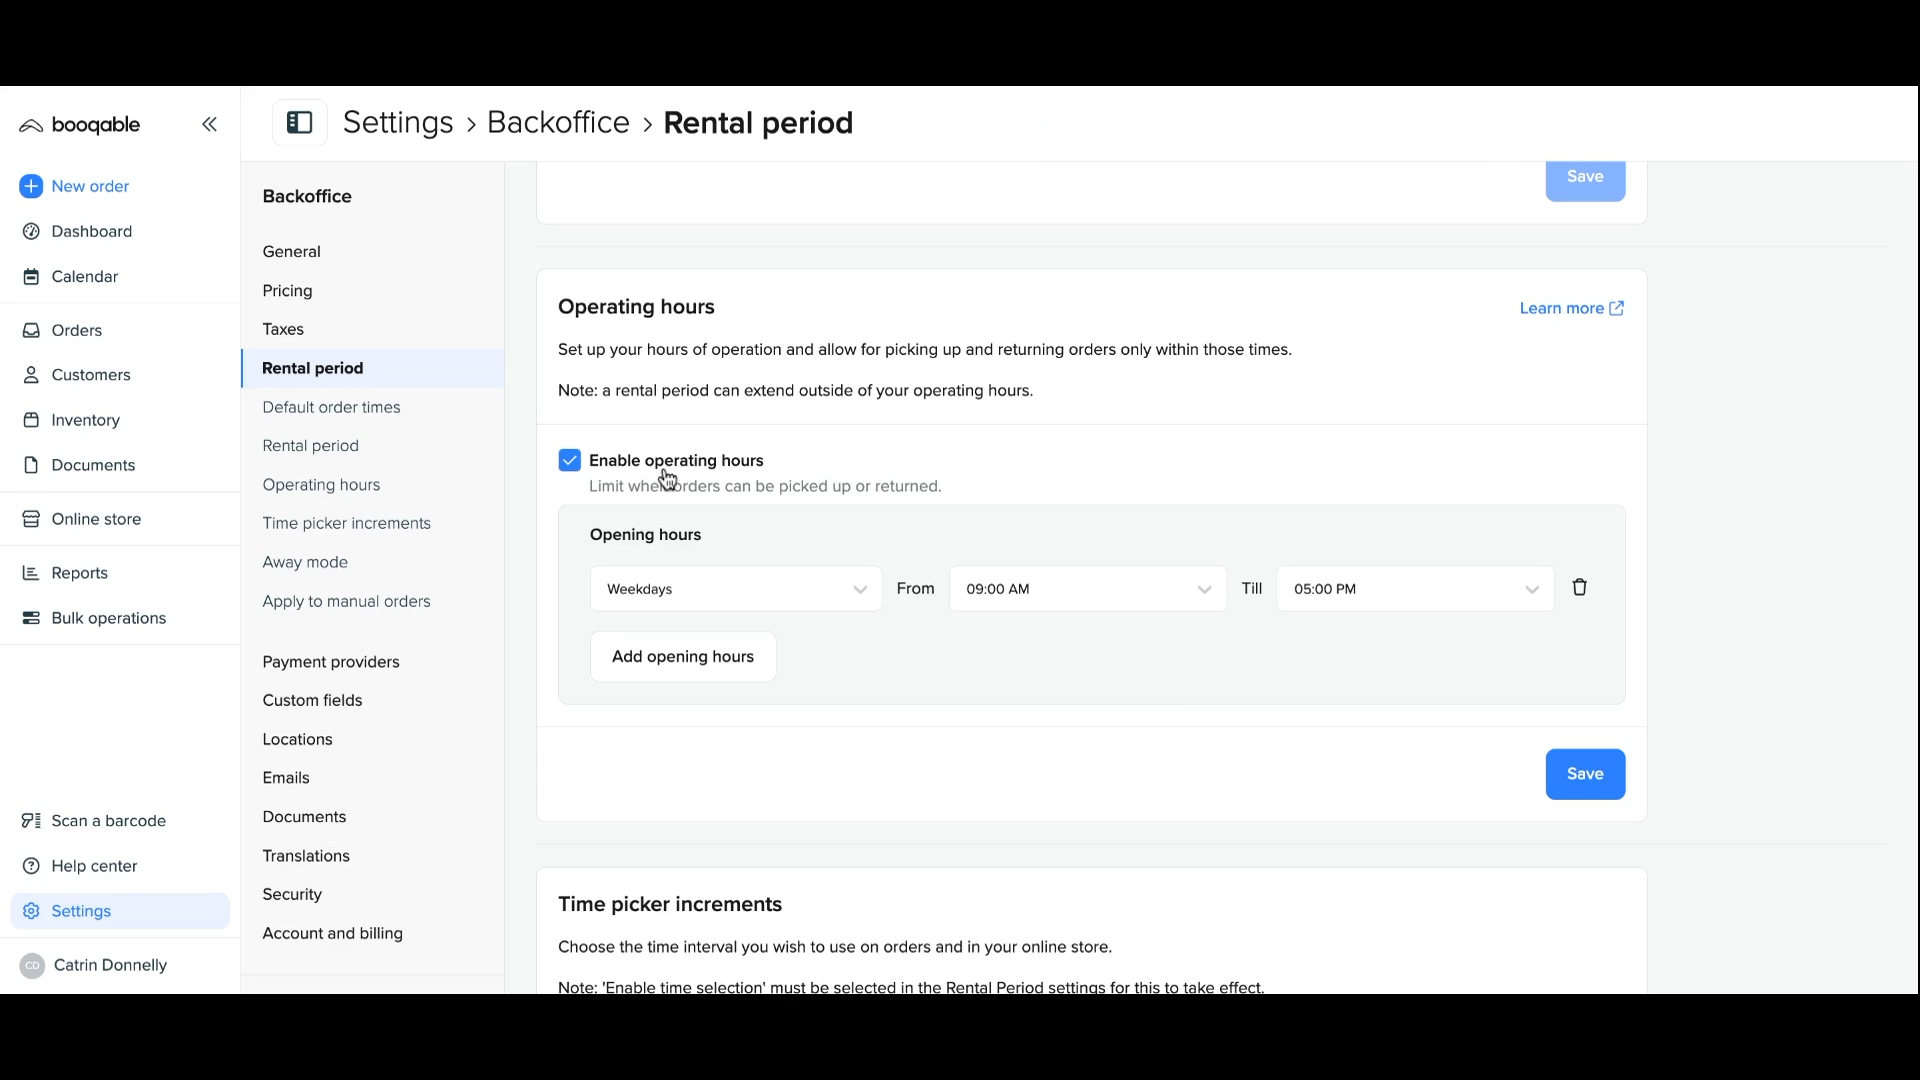 booqable
Settings > Backoffice > Rental period
New order
Dashboard
Calendar
Orders
Customers
Inventory
Documents
Online store
Reports
Bulk operations
Scan a barcode
Help center
Settings
CD
Catrin Donnelly
Backoffice
General
Pricing
Taxes
Rental period
Default order times
Rental period
Operating hours
Time picker increments
Away mode
Apply to manual orders
Payment providers
Custom fields
Locations
Emails
Documents
Translations
Security
Account and billing
Save
Operating hours
Learn more
Set up your hours of operation and allow for picking up and returning orders only within those times.
Note: a rental period can extend outside of your operating hours.
Enable operating hours
Limit when orders can be picked up or returned.
Opening hours
Weekdays From 09:00 AM Till 05:00 PM
Add opening hours
Save
Time picker increments
Choose the time interval you wish to use on orders and in your online store.
Note: 'Enable time selection' must be selected in the Rental Period settings for this to take effect.